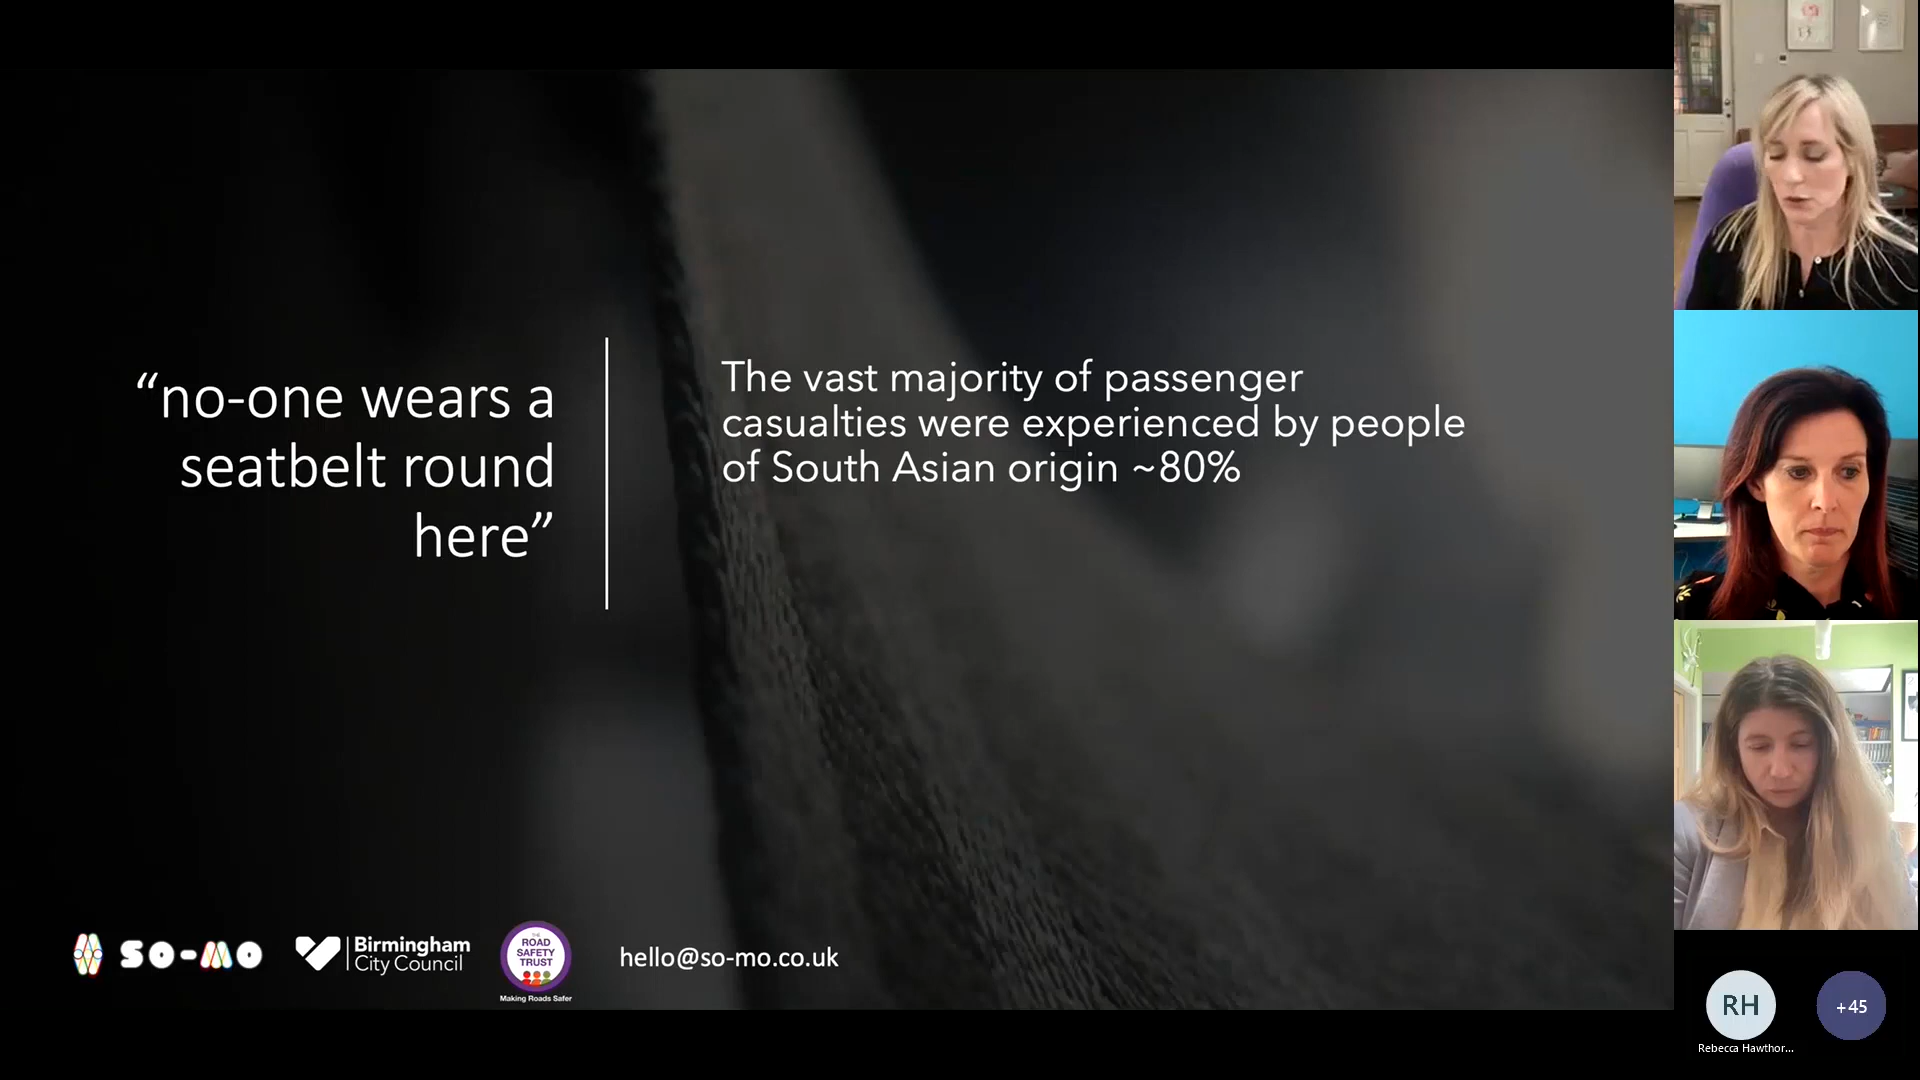 “no-one wears a
seatbelt round
here”
The vast majority of passenger
casualties were experienced by people
of South Asian origin ~80%
SO-MO
Birmingham
City Council
THE
ROAD
SAFETY
TRUST
Making Roads Safer
hello@so-mo.co.uk
RH
Rebecca Hawthor...
+45